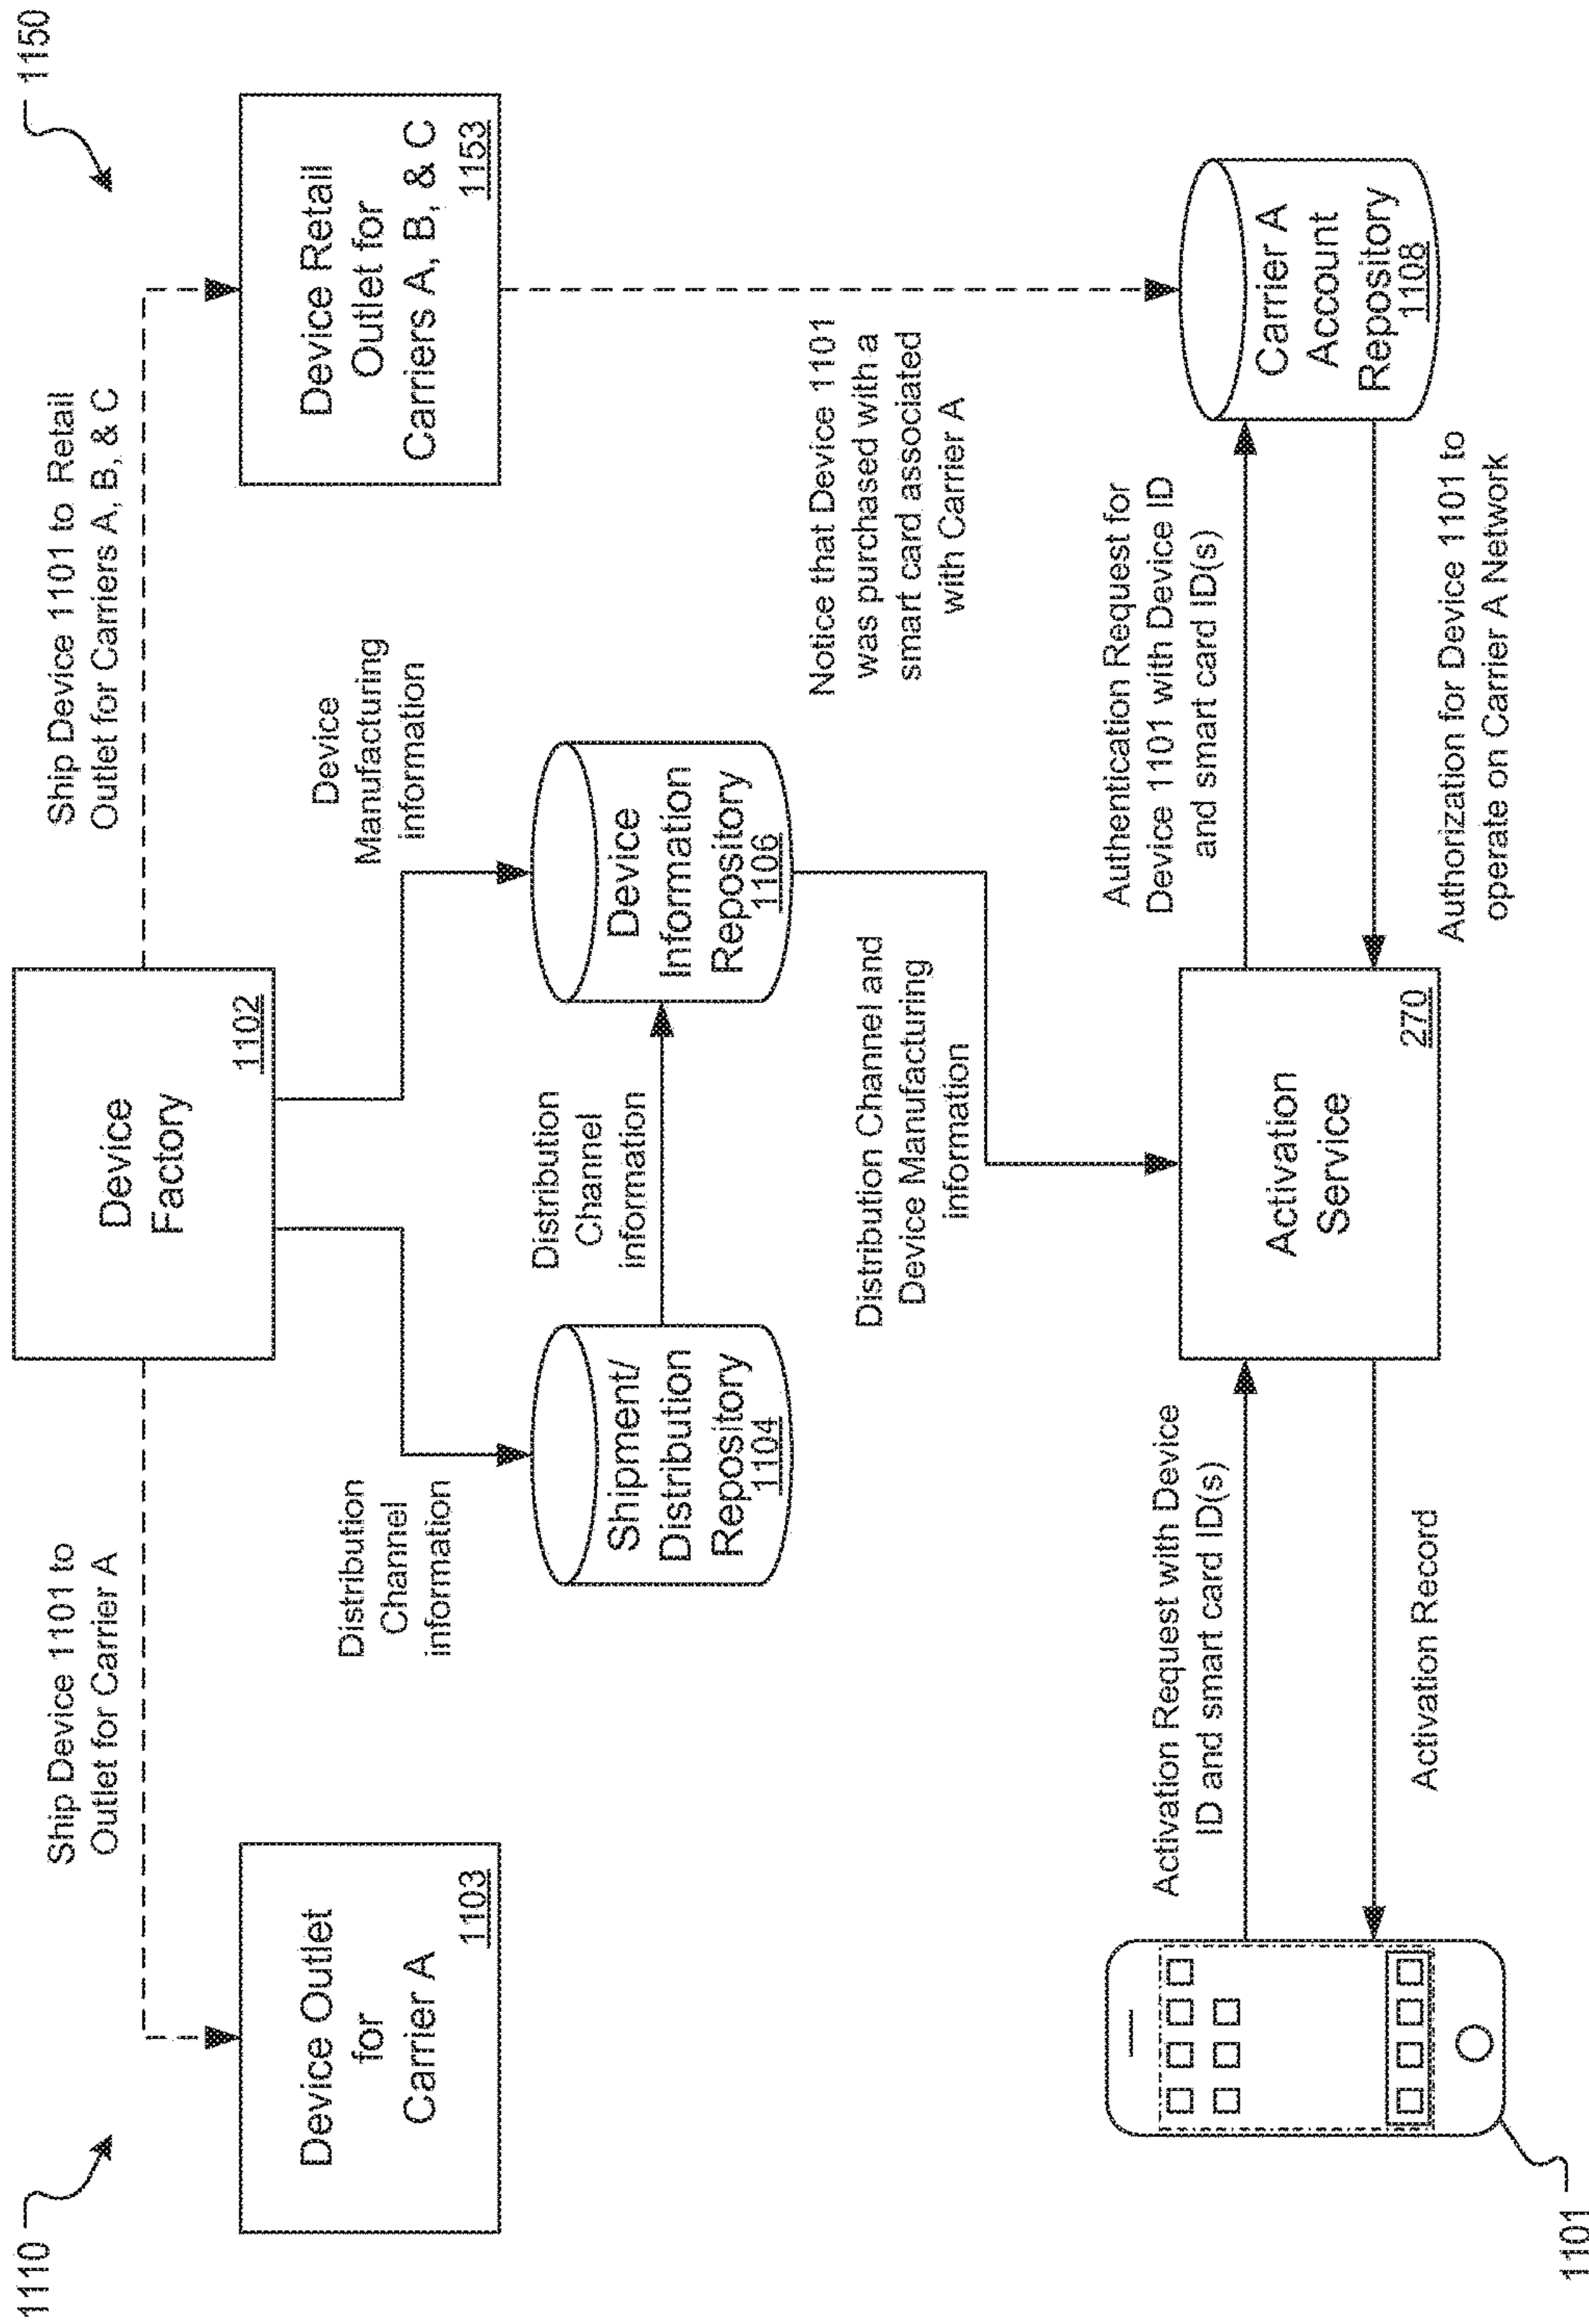 1110
1150
Ship Device 1101 to
Outlet for Carrier A
Device
Factory
1102
Ship Device 1101 to Retail
Outlet for Carriers A, B, & C
Device Outlet
for
Carrier A
1103
Device Retail
Outlet for
Carriers A, B, & C
1153
Distribution
Channel
information
Device
Manufacturing
information
Shipment/
Distribution
Repository
1104
Distribution
Channel
information
Device
Information
Repository
1106
Distribution Channel and
Device Manufacturing
information
Notice that Device 1101
was purchased with a
smart card associated
with Carrier A
Activation Request with Device
ID and smart card ID(s)
Activation Record
Activation
Service
270
Authentication Request for
Device 1101 with Device ID
and smart card ID(s)
Authorization for Device 1101 to
operate on Carrier A Network
Carrier A
Account
Repository
1108
1101